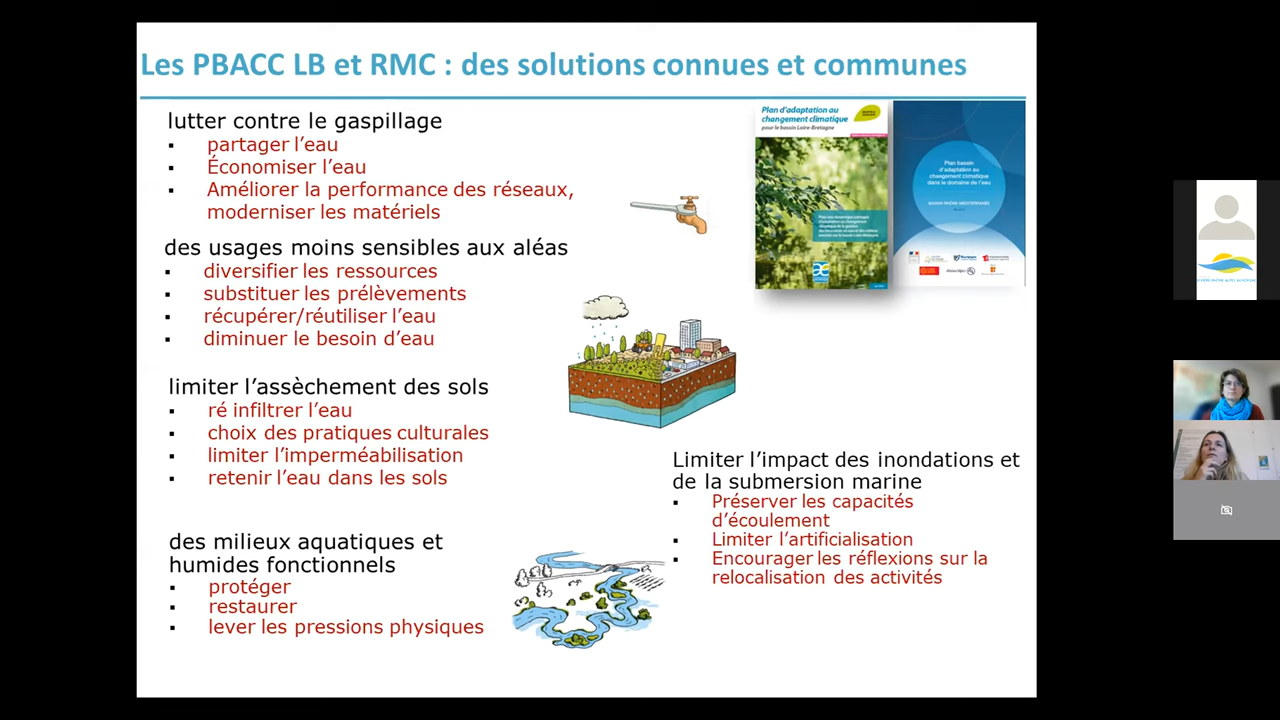 Les PBACC LB et RMC : des solutions connues et communes
lutter contre le gaspillage
▪ partager l'eau
▪ Économiser l'eau
▪ Améliorer la performance des réseaux,
moderniser les matériels
des usages moins sensibles aux aléas
▪ diversifier les ressources
▪ substituer les prélèvements
▪ récupérer/réutiliser l'eau
▪ diminuer le besoin d'eau
limiter l'assèchement des sols
▪ ré infiltrer l'eau
▪ choix des pratiques culturales
▪ limiter l'imperméabilisation
▪ retenir l'eau dans les sols
des milieux aquatiques et
humides fonctionnels
▪ protéger
▪ restaurer
▪ lever les pressions physiques
Plan d'adaptation au
changement climatique
pour le bassin Loire-Bretagne
Plan bassin
d'adaptation au
changement climatique
dans le domaine de l'eau
BASSIN RHÔNE MÉDITERRANÉE
Limiter l'impact des inondations et
de la submersion marine
▪ Préserver les capacités
d'écoulement
▪ Limiter l'artificialisation
▪ Encourager les réflexions sur la
relocalisation des activités